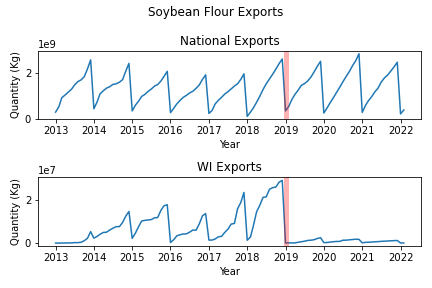 Soybean Flour Exports
National Exports
1e9
Quantity (Kg)
2
0
2013 2014 2015 2016 2017 2018 2019 2020 2021 2022
Year
WI Exports
1e7
Quantity (Kg)
2
0
2013 2014 2015 2016 2017 2018 2019 2020 2021 2022
Year